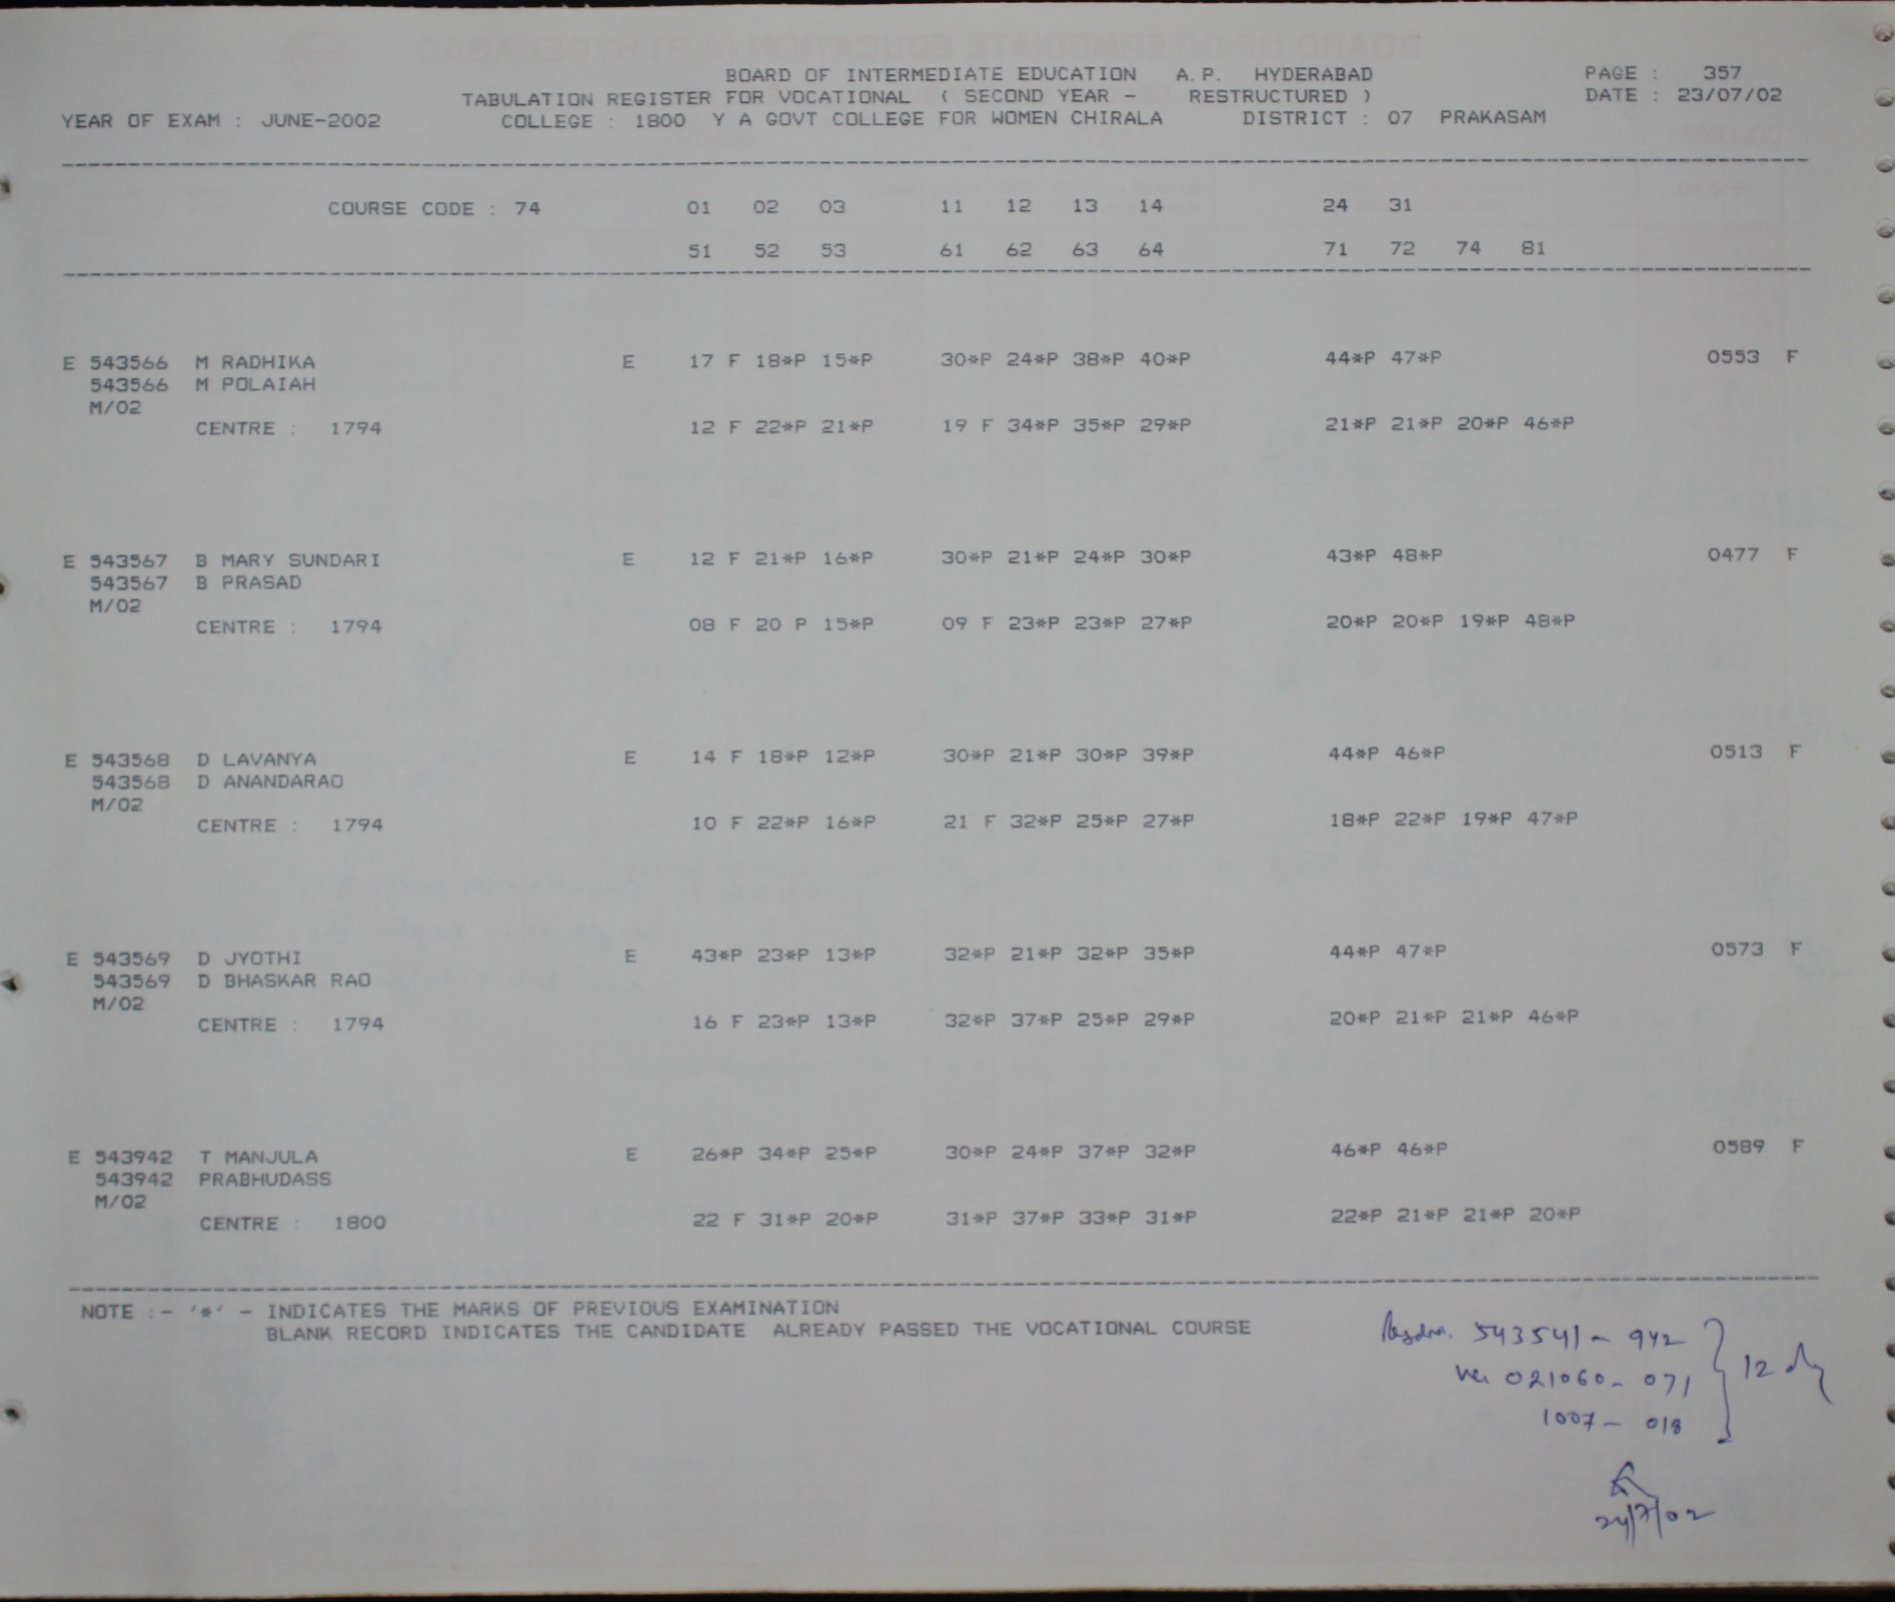 BOARD OF INTERMEDIATE EDUCATION A.P. HYDERABAD PAGE : 357
TABULATION REGISTER FOR VOCATIONAL ( SECOND YEAR - RESTRUCTURED ) DATE : 23/07/02
YEAR OF EXAM : JUNE-2002 COLLEGE : 1800 Y A GOVT COLLEGE FOR WOMEN CHIRALA DISTRICT : 07 PRAKASAM
COURSE CODE : 74 01 02 03 11 12 13 14 24 31
51 52 53 61 62 63 64 71 72 74 81
E 543566 M RADHIKA E 17 F 18*P 15*P 30*P 24*P 38*P 40*P 44*P 47*P 0553 F
543566 M POLAIAH
M/02
CENTRE : 1794 12 F 22*P 21*P 19 F 34*P 35*P 29*P 21*P 21*P 20*P 46*P
E 543567 B MARY SUNDARI E 12 F 21*P 16*P 30*P 21*P 24*P 30*P 43*P 48*P 0477 F
543567 B PRASAD
M/02
CENTRE : 1794 08 F 20 P 15*P 09 F 23*P 23*P 27*P 20*P 20*P 19*P 48*P
E 543568 D LAVANYA E 14 F 18*P 12*P 30*P 21*P 30*P 39*P 44*P 46*P 0513 F
543568 D ANANDARAO
M/02
CENTRE : 1794 10 F 22*P 16*P 21 F 32*P 25*P 27*P 18*P 22*P 19*P 47*P
E 543569 D JYOTHI E 43*P 23*P 13*P 32*P 21*P 32*P 35*P 44*P 47*P 0573 F
543569 D BHASKAR RAO
M/02
CENTRE : 1794 16 F 23*P 13*P 32*P 37*P 25*P 29*P 20*P 21*P 21*P 46*P
E 543942 T MANJULA E 26*P 34*P 25*P 30*P 24*P 37*P 32*P 46*P 46*P 0589 F
543942 PRABHUDASS
M/02
CENTRE : 1800 22 F 31*P 20*P 31*P 37*P 33*P 31*P 22*P 21*P 21*P 20*P
NOTE :- '*' - INDICATES THE MARKS OF PREVIOUS EXAMINATION
BLANK RECORD INDICATES THE CANDIDATE ALREADY PASSED THE VOCATIONAL COURSE
543541 - 942
021060 - 071 12
1007 - 018
24/7/02